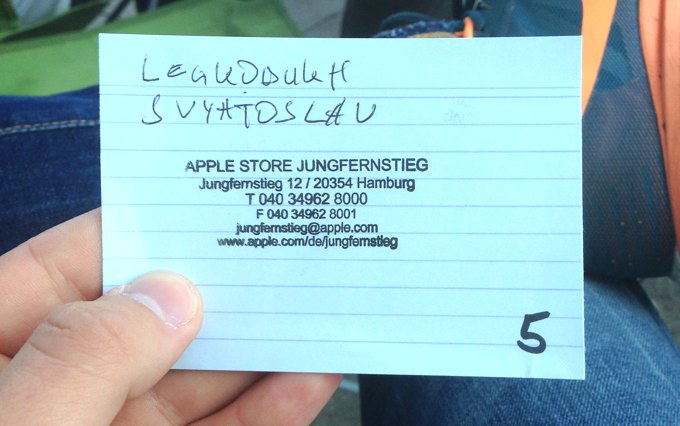 SVYATOSLAV
APPLE STORE JUNGFERNSTIEG
Jungfernstieg 12 / 20354 Hamburg
T 040 34962 8000
F 040 34962 8001
jungfernstieg@apple.com
www.apple.com/de/jungfernstieg
5